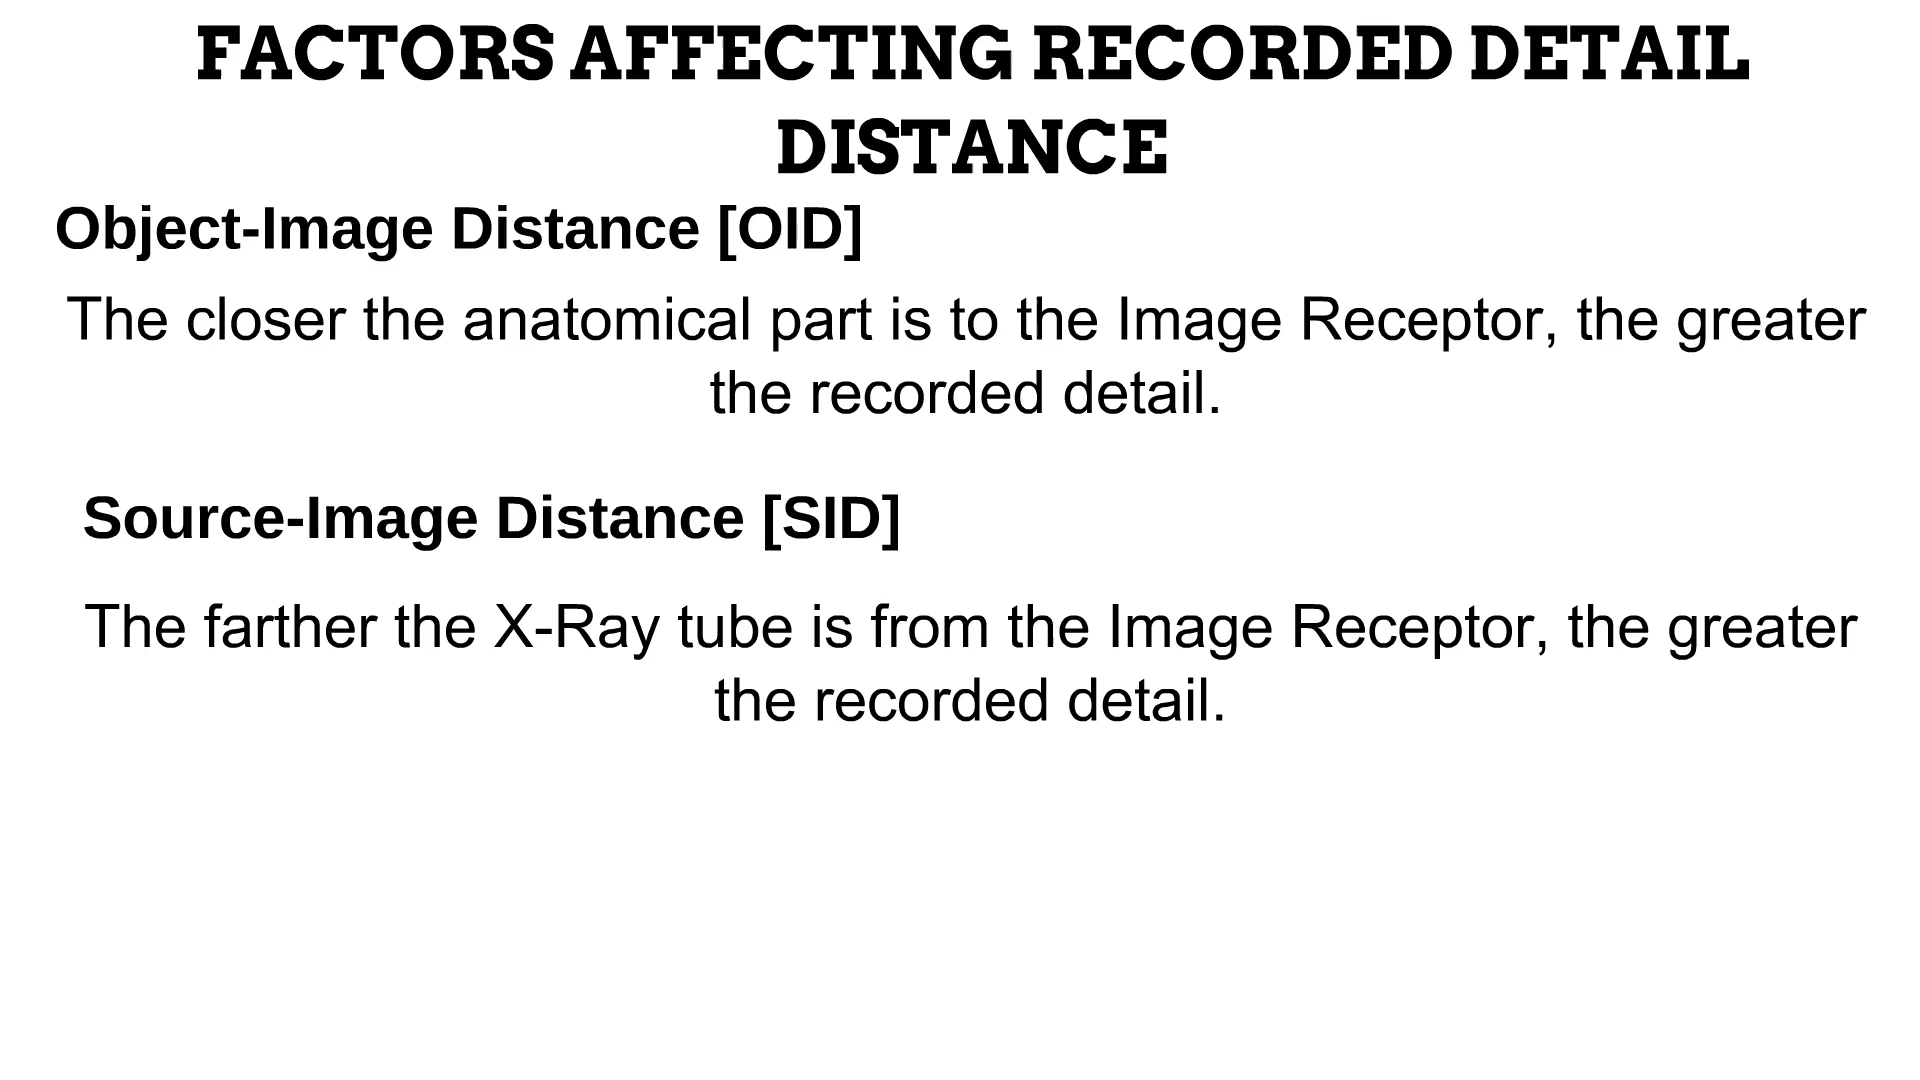 FACTORS AFFECTING RECORDED DETAIL
DISTANCE
Object-Image Distance [OID]
The closer the anatomical part is to the Image Receptor, the greater
the recorded detail.
Source-Image Distance [SID]
The farther the X-Ray tube is from the Image Receptor, the greater
the recorded detail.